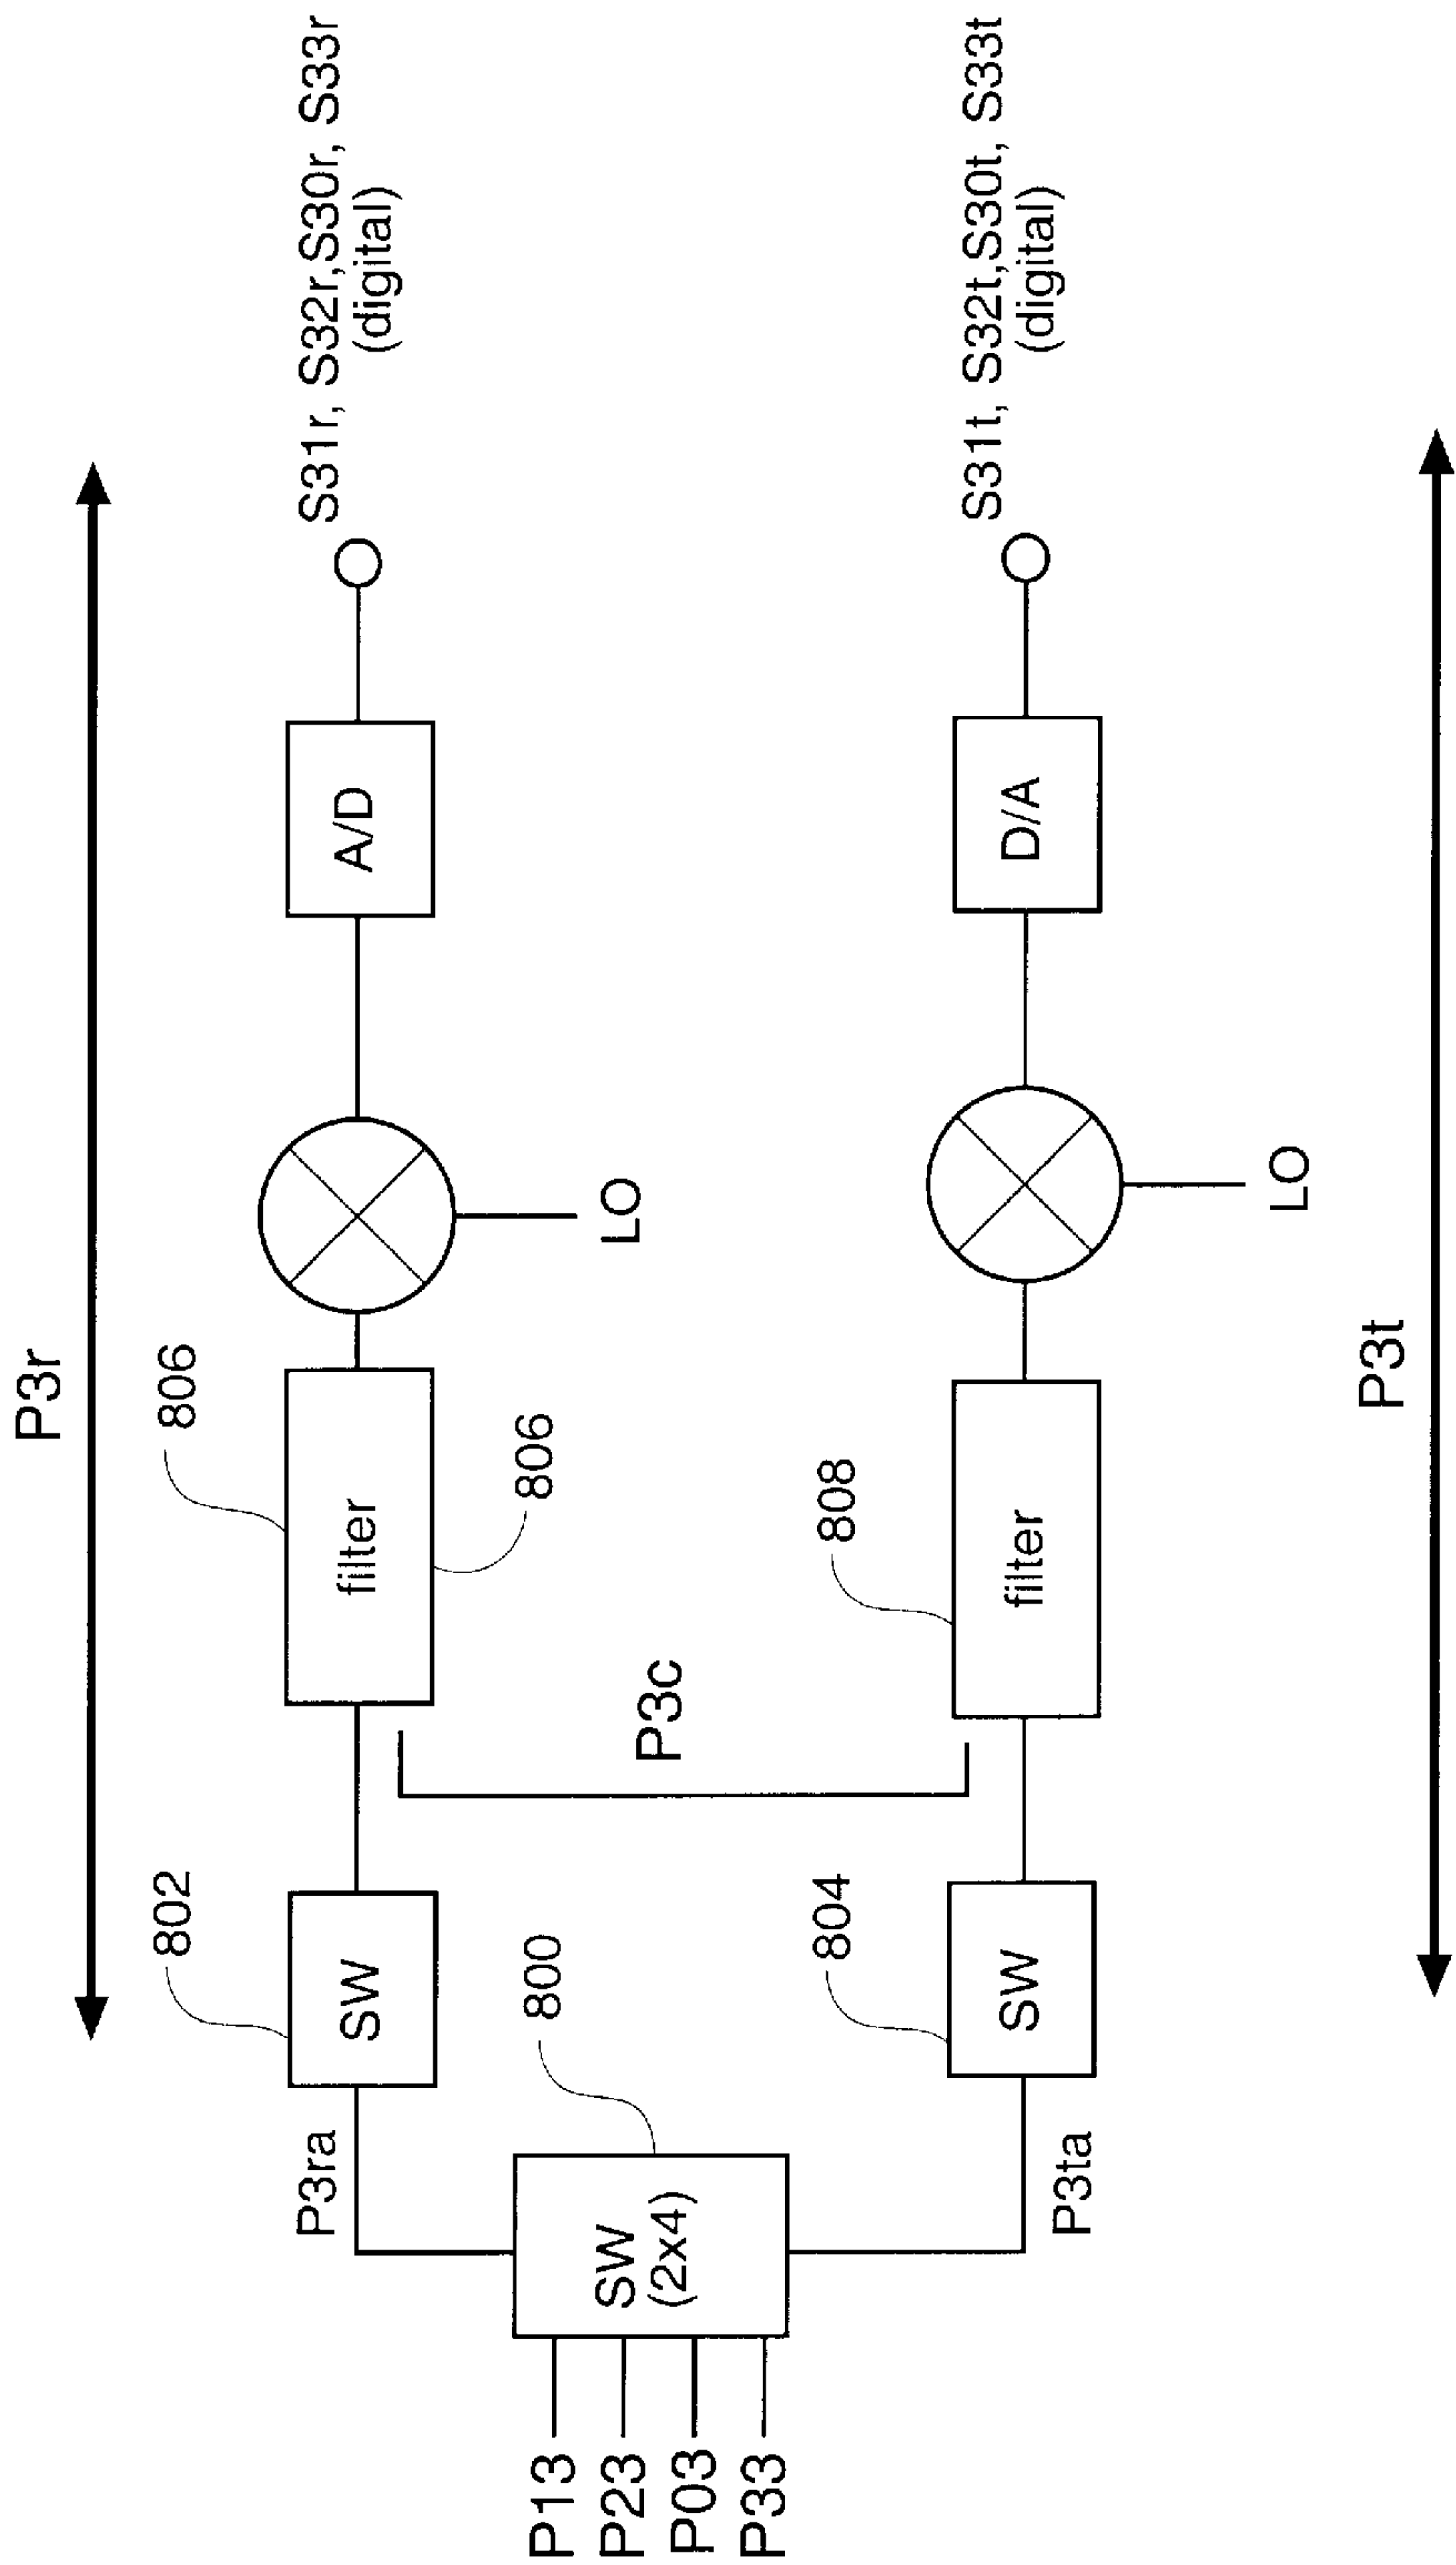 P3r
806
802
P3ra
SW
filter
A/D
S31r, S32r,S30r, S33r
(digital)
806
LO
800
P13
P23
P03
P33
SW
(2x4)
P3c
808
804
P3ta
SW
filter
D/A
S31t, S32t,S30t, S33t
(digital)
LO
P3t